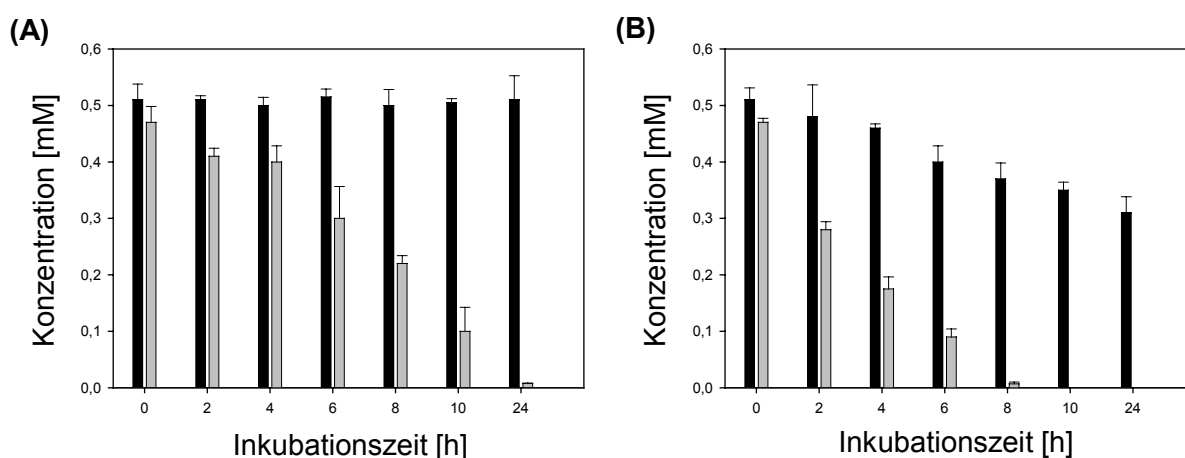 (A)
Konzentration [mM]
0,6
0,5
0,4
0,3
0,2
0,1
0,0
0 2 4 6 8 10 24
Inkubationszeit [h]
(B)
Konzentration [mM]
0,6
0,5
0,4
0,3
0,2
0,1
0,0
0 2 4 6 8 10 24
Inkubationszeit [h]